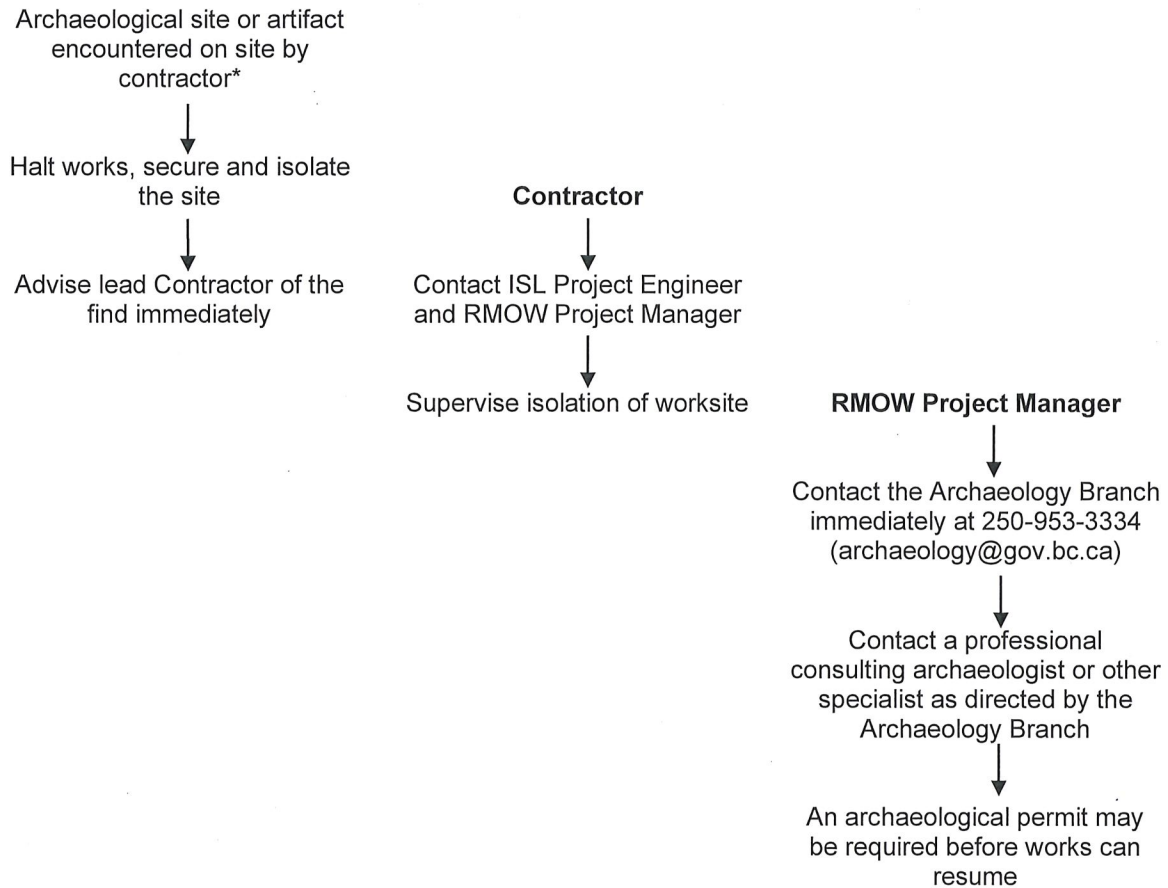 Archaeological site or artifact
encountered on site by
contractor*
Halt works, secure and isolate
the site
Advise lead Contractor of the
find immediately
Contractor
Contact ISL Project Engineer
and RMOW Project Manager
Supervise isolation of worksite
RMOW Project Manager
Contact the Archaeology Branch
immediately at 250-953-3334
(archaeology@gov.bc.ca)
Contact a professional
consulting archaeologist or other
specialist as directed by the
Archaeology Branch
An archaeological permit may
be required before works can
resume